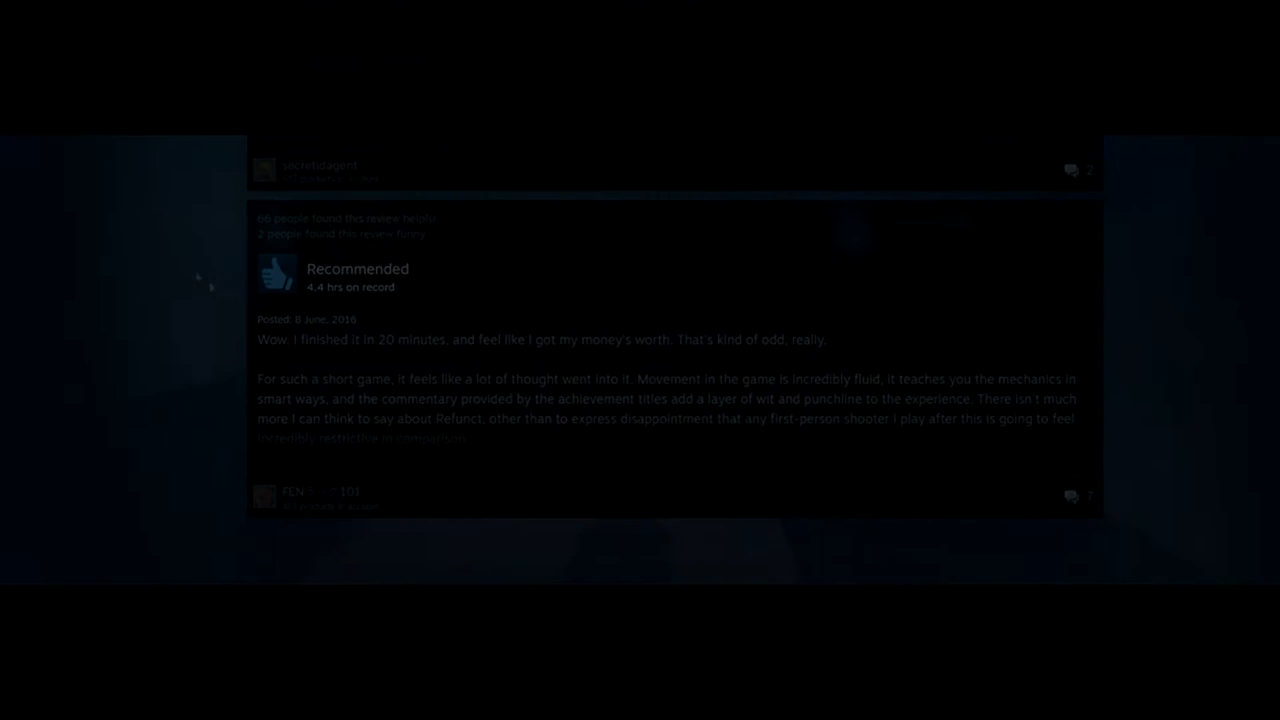 secretidagent
2
66 people found this review helpful
2 people found this review funny
Recommended
4.4 hrs on record
Posted: 8 June, 2016
Wow. I finished it in 20 minutes, and feel like I got my money's worth. That's kind of odd, really.
For such a short game, it feels like a lot of thought went into it. Movement in the game is incredibly fluid, it teaches you the mechanics in
smart ways, and the commentary provided by the achievement titles add a layer of wit and punchline to the experience. There isn't much
more I can think to say about Refunct, other than to express disappointment that any first-person shooter I play after this is going to feel
incredibly restrictive in comparison.
FEN 101
7